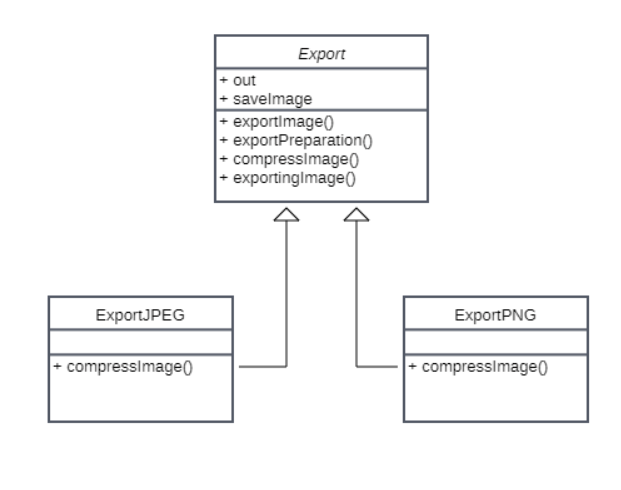 Export
+ out
+ saveImage
+ exportImage()
+ exportPreparation()
+ compressImage()
+ exportingImage()
ExportJPEG
+ compressImage()
ExportPNG
+ compressImage()